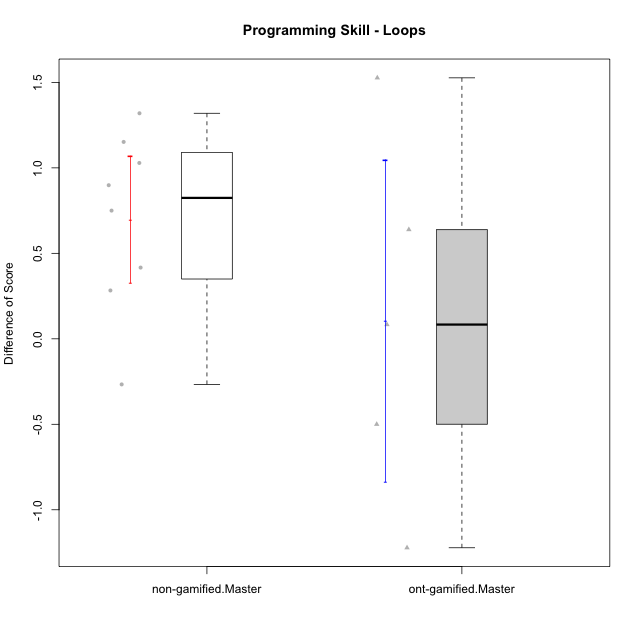 Programming Skill - Loops
Difference of Score
1.5
1.0
0.5
0.0
-0.5
-1.0
non-gamified.Master
ont-gamified.Master